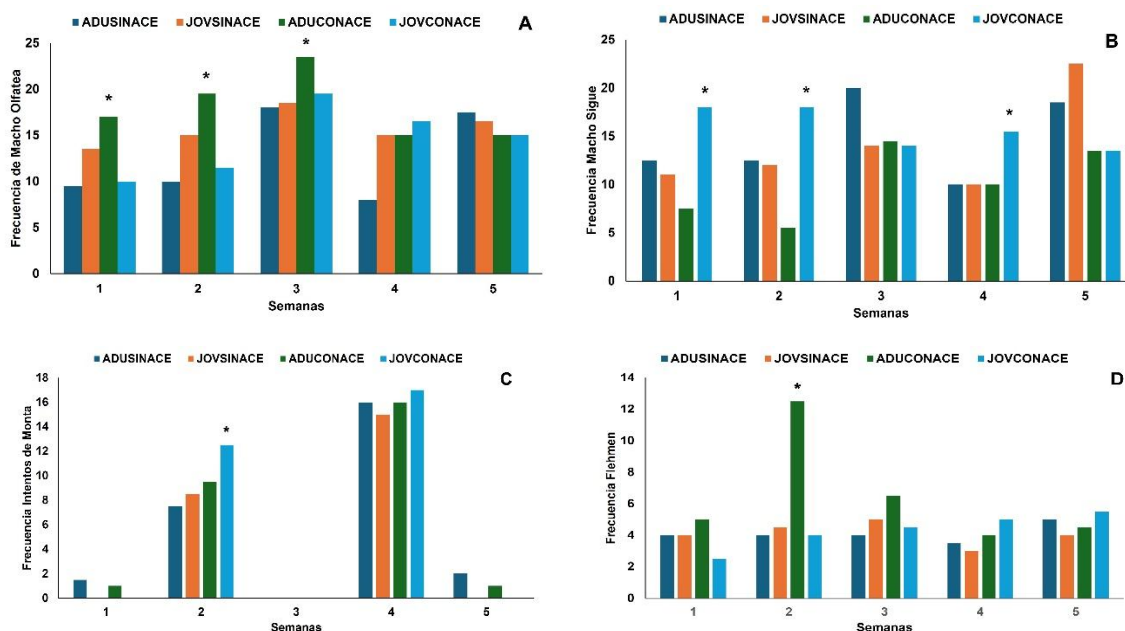 ADUSINACE JOVSINACE ADUCONACE JOVCONACE
A
25
20
15
10
5
0
* * *
1 2 3 4 5
Semanas
Frecuencia de Macho Olfatea
ADUSINACE JOVSINACE ADUCONACE JOVCONACE
B
25
20
15
10
5
0
* * *
1 2 3 4 5
Semanas
Frecuencia Macho Sigue
ADUSINACE JOVSINACE ADUCONACE JOVCONACE
C
18
16
14
12
10
8
6
4
2
0
*
1 2 3 4 5
Semanas
Frecuencia Intentos de Monta
ADUSINACE JOVSINACE ADUCONACE JOVCONACE
D
14
12
10
8
6
4
2
0
*
1 2 3 4 5
Semanas
Frecuencia Flehmen